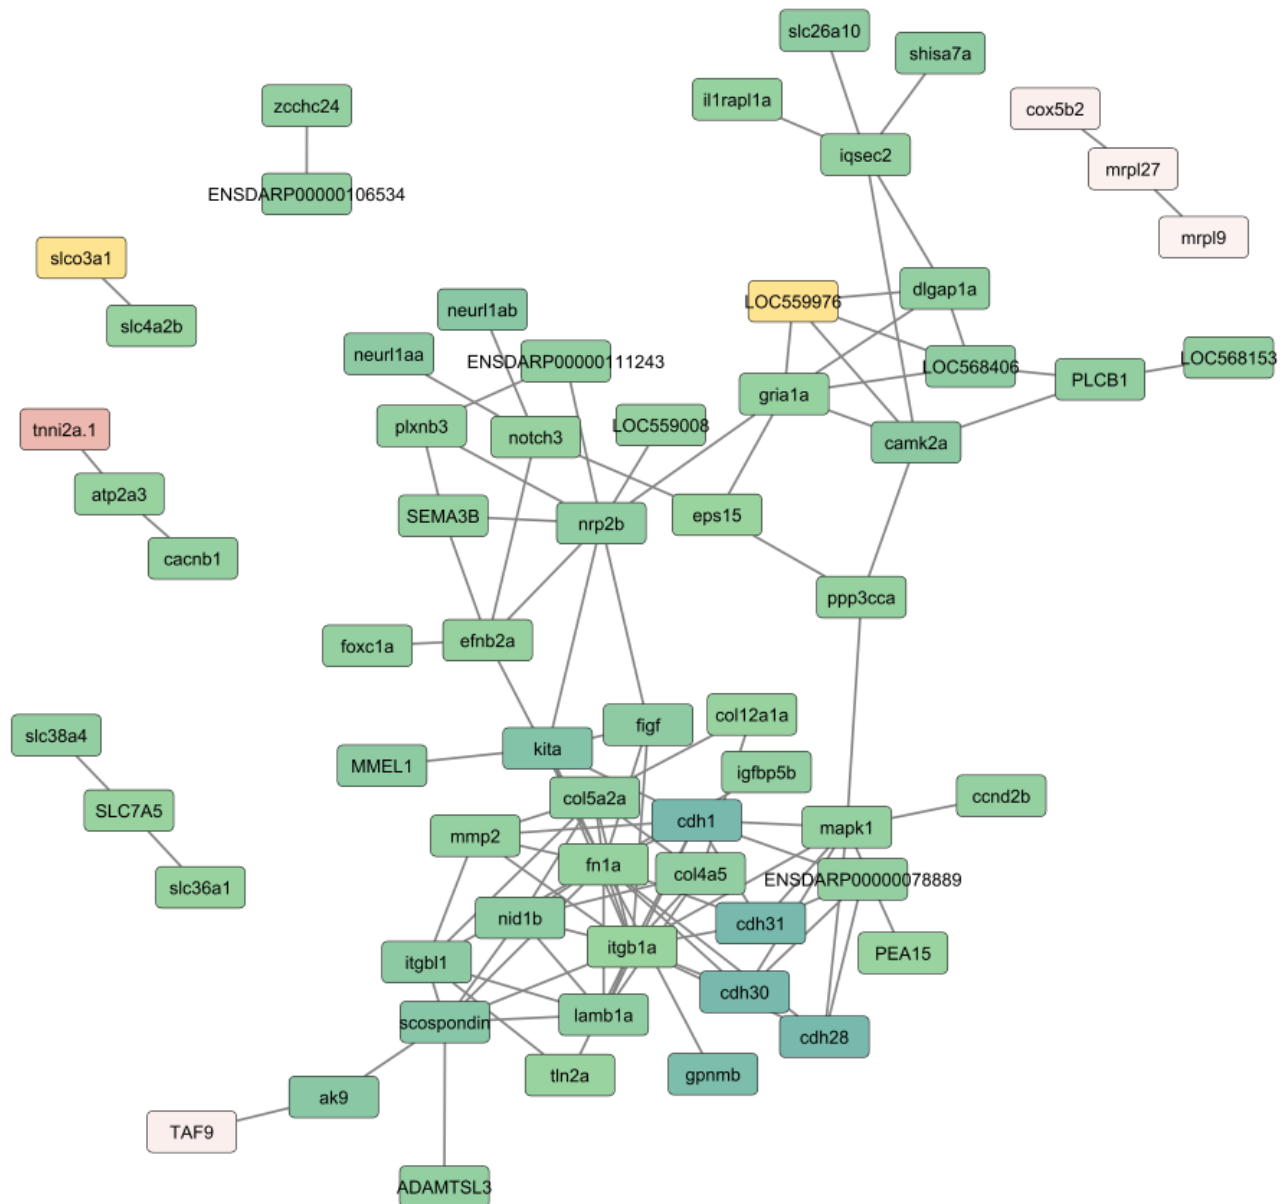 slc26a10
shisa7a
zcchc24
il1rapl1a
cox5b2
iqsec2
mrpl27
ENSDARP00000106534
mrpl9
slco3a1
dlgap1a
LOC559976
neurl1ab
slc4a2b
neurl1aa
ENSDARP00000111243
LOC568153
LOC568406
PLCB1
gria1a
tnni2a.1
plxnb3
LOC559008
notch3
camk2a
atp2a3
SEMA3B
nrp2b
eps15
cacnb1
ppp3cca
foxc1a
efnb2a
col12a1a
figf
slc38a4
kita
MMEL1
igfbp5b
ccnd2b
col5a2a
SLC7A5
cdh1
mapk1
mmp2
fn1a
col4a5
ENSDARP00000078889
slc36a1
nid1b
cdh31
itgb1a
PEA15
itgbl1
cdh30
scospondin
lamb1a
cdh28
tln2a
gpnmb
ak9
TAF9
ADAMTSL3